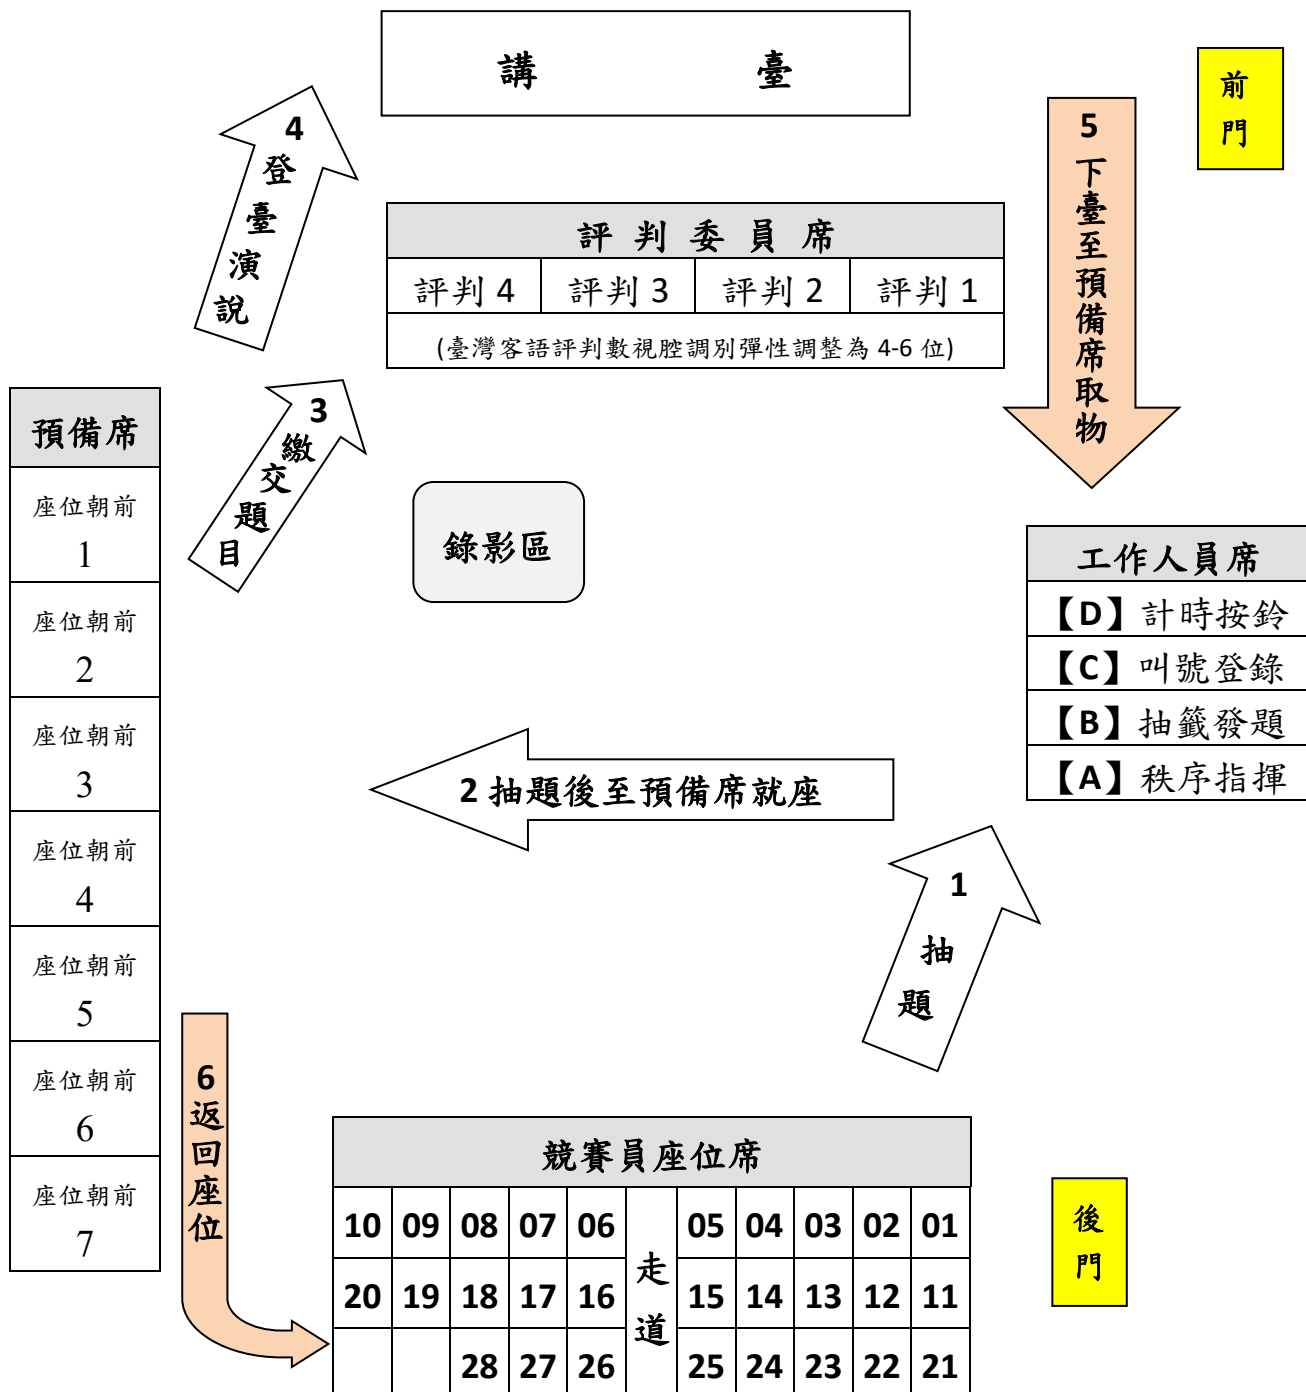 講 臺
前門
4 登臺演說
5 下臺至預備席取物
評判委員席
評判 4 評判 3 評判 2 評判 1
(臺灣客語評判數視腔調別彈性調整為 4-6 位)
3 繳交題目
預備席
座位朝前
1
座位朝前
2
座位朝前
3
座位朝前
4
座位朝前
5
座位朝前
6
座位朝前
7
錄影區
工作人員席
【D】計時按鈴
【C】叫號登錄
【B】抽籤發題
【A】秩序指揮
2 抽題後至預備席就座
1 抽題
6 返回座位
競賽員座位席
10 09 08 07 06 05 04 03 02 01
走道
20 19 18 17 16 15 14 13 12 11
28 27 26 25 24 23 22 21
後門